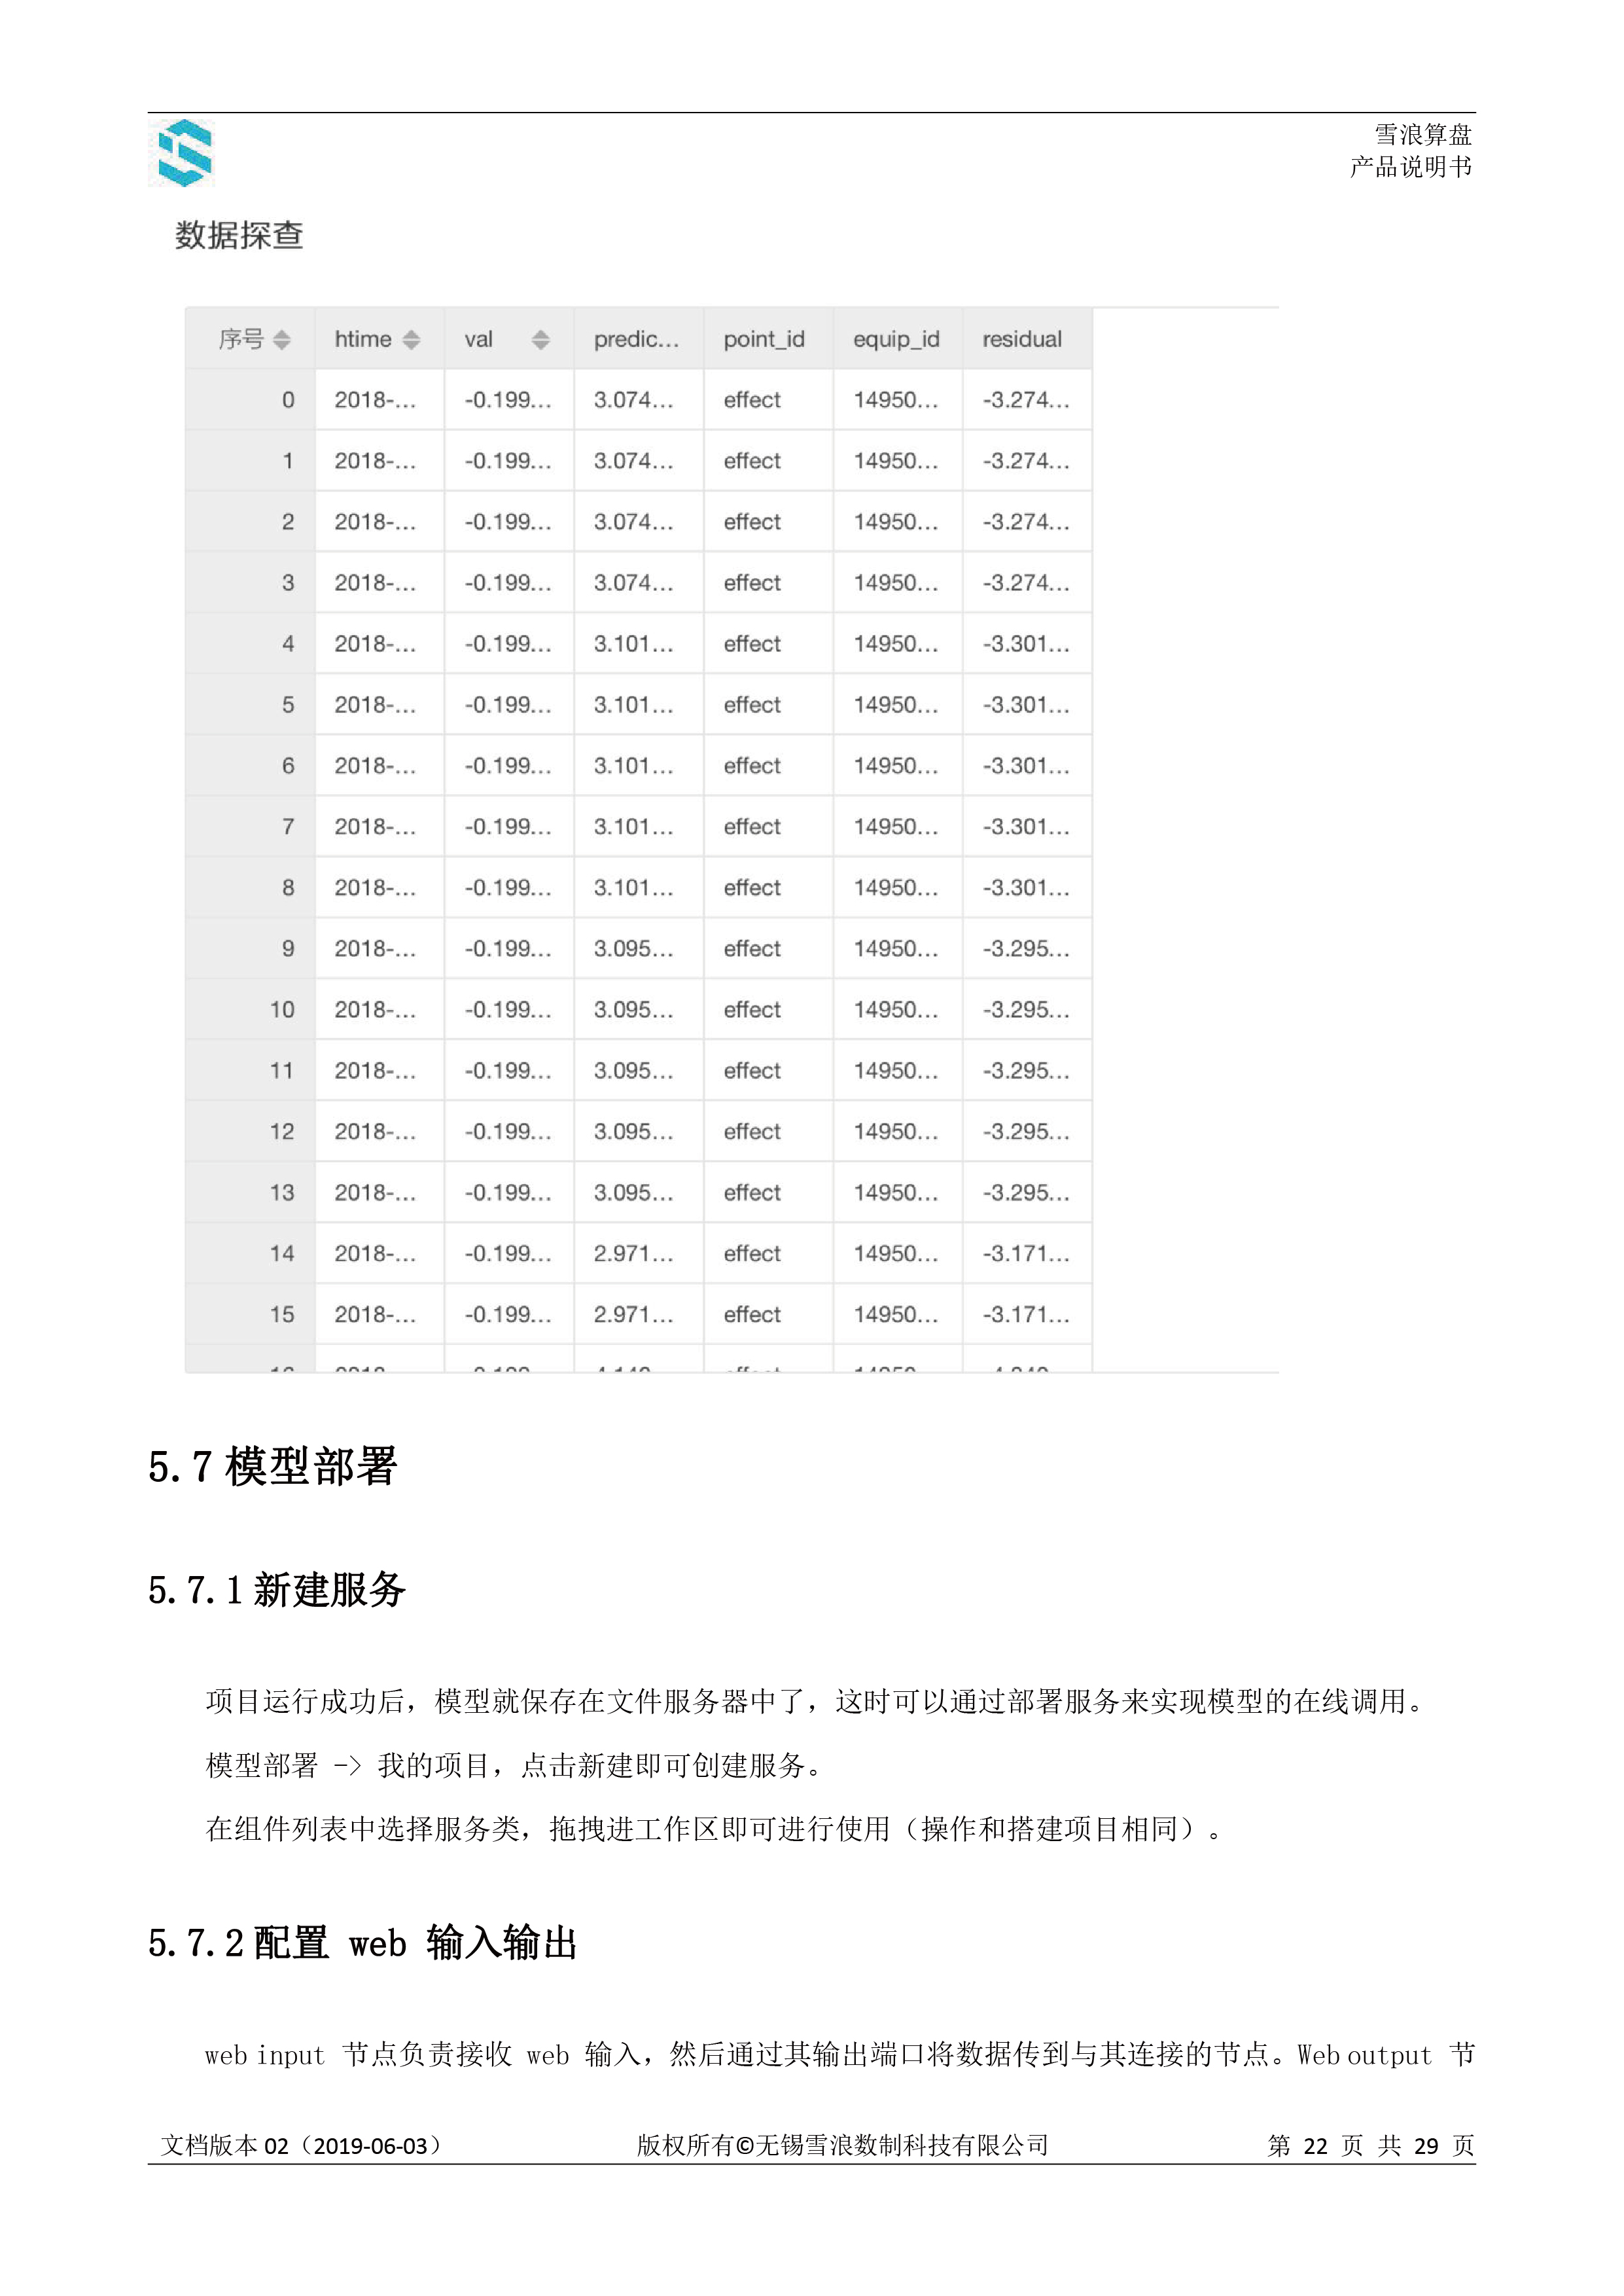 雪浪算盘
产品说明书
数据探查
序号 htime val predic... point_id equip_id residual
0 2018-... -0.199... 3.074... effect 14950... -3.274...
1 2018-... -0.199... 3.074... effect 14950... -3.274...
2 2018-... -0.199... 3.074... effect 14950... -3.274...
3 2018-... -0.199... 3.074... effect 14950... -3.274...
4 2018-... -0.199... 3.101... effect 14950... -3.301...
5 2018-... -0.199... 3.101... effect 14950... -3.301...
6 2018-... -0.199... 3.101... effect 14950... -3.301...
7 2018-... -0.199... 3.101... effect 14950... -3.301...
8 2018-... -0.199... 3.101... effect 14950... -3.301...
9 2018-... -0.199... 3.095... effect 14950... -3.295...
10 2018-... -0.199... 3.095... effect 14950... -3.295...
11 2018-... -0.199... 3.095... effect 14950... -3.295...
12 2018-... -0.199... 3.095... effect 14950... -3.295...
13 2018-... -0.199... 3.095... effect 14950... -3.295...
14 2018-... -0.199... 2.971... effect 14950... -3.171...
15 2018-... -0.199... 2.971... effect 14950... -3.171...
5.7 模型部署
5.7.1 新建服务
项目运行成功后，模型就保存在文件服务器中了，这时可以通过部署服务来实现模型的在线调用。
模型部署 -> 我的项目，点击新建即可创建服务。
在组件列表中选择服务类，拖拽进工作区即可进行使用（操作和搭建项目相同）。
5.7.2 配置 web 输入输出
web input 节点负责接收 web 输入，然后通过其输出端口将数据传到与其连接的节点。Web output 节
文档版本 02（2019-06-03） 版权所有©无锡雪浪数制科技有限公司 第 22 页 共 29 页